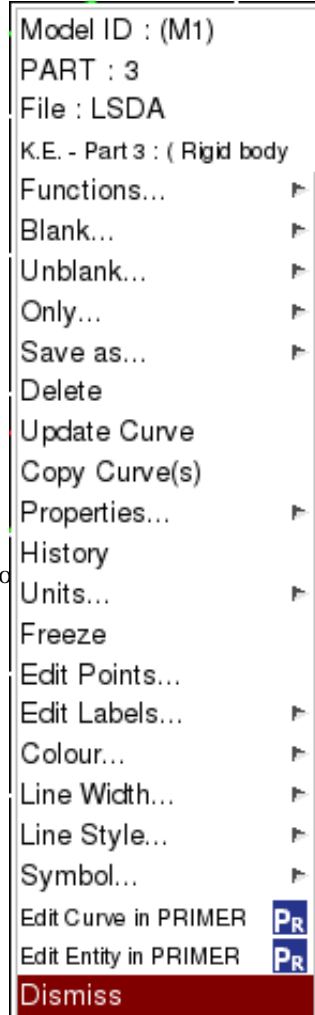 Model ID : (M1)
PART : 3
File : LSDA
K.E. - Part 3 : ( Rigid body
Functions...
Blank...
Unblank...
Only...
Save as...
Delete
Update Curve
Copy Curve(s)
Properties...
History
Units...
Freeze
Edit Points...
Edit Labels...
Colour...
Line Width...
Line Style...
Symbol...
Edit Curve in PRIMER PR
Edit Entity in PRIMER PR
Dismiss